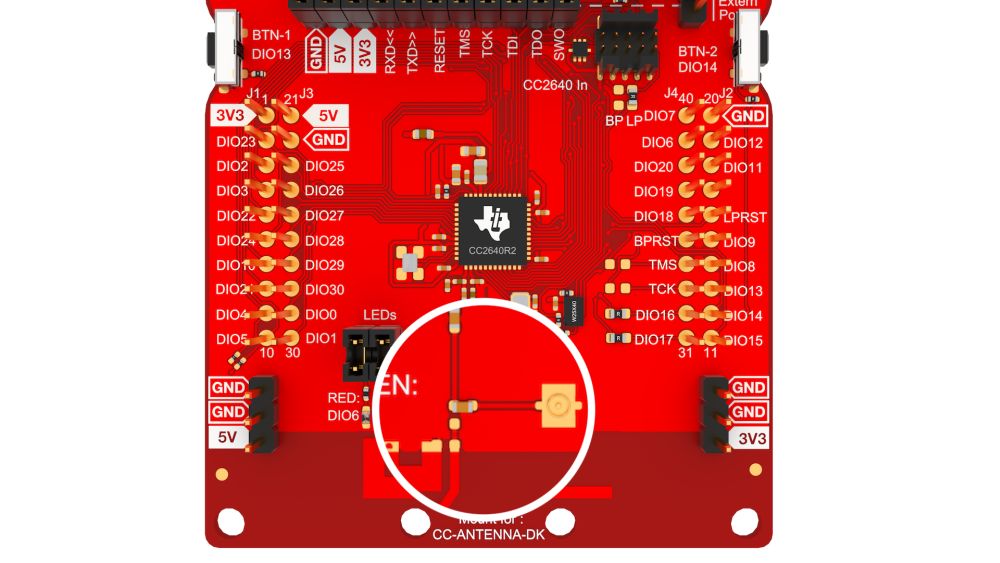 Extern
Po
BTN-1
DIO13
GND
5V
3V3
RXD<<
TXD>>
RESET
TMS
TCK
TDI
TDO
SWO
BTN-2
DIO14
CC2640 In
J1
1
21
J3
J4
40
20
J2
3V3
5V
BP LP
DIO7
GND
DIO23
GND
DIO6
DIO12
DIO2
DIO25
DIO20
DIO11
DIO3
DIO26
DIO19
DIO22
DIO27
DIO18
LPRST
DIO24
DIO28
BPRST
DIO9
DIO29
TMS
DIO8
DIO30
TCK
DIO13
DIO4
DIO0
DIO16
DIO14
DIO5
DIO1
DIO17
DIO15
10
30
31
11
ti
CC2640R2
LEDs
EN:
RED:
DIO6
GND
GND
5V
GND
GND
3V3
Mount for :
CC-ANTENNA-DK